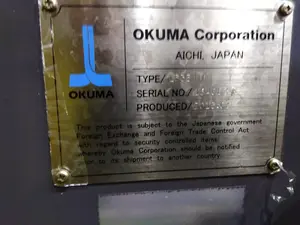 OKUMA Corporation
AICHI, JAPAN
OKUMA
TYPE/
SERIAL NO./
PRODUCED/
This product is subject to the Japanese government
Foreign Exchange and Foreign Trade Control Act
with regard to security controlled items;
whereby Okuma Corporation should be notified
prior to its shipment to another country.